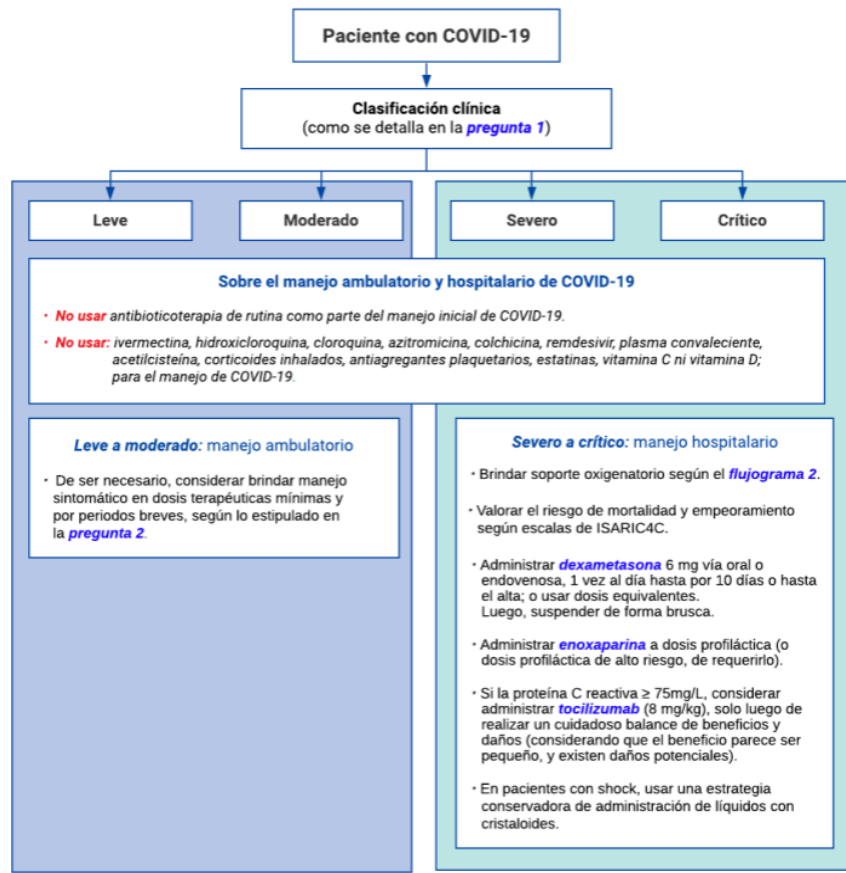 Paciente con COVID-19
Clasificación clínica
(como se detalla en la pregunta 1)
Leve
Moderado
Severo
Crítico
Sobre el manejo ambulatorio y hospitalario de COVID-19
· No usar antibioticoterapia de rutina como parte del manejo inicial de COVID-19.
· No usar: ivermectina, hidroxicloroquina, cloroquina, azitromicina, colchicina, remdesivir, plasma convaleciente,
acetilcisteína, corticoides inhalados, antiagregantes plaquetarios, estatinas, vitamina C ni vitamina D;
para el manejo de COVID-19.
Leve a moderado: manejo ambulatorio
· De ser necesario, considerar brindar manejo
sintomático en dosis terapéuticas mínimas y
por periodos breves, según lo estipulado en
la pregunta 2.
Severo a crítico: manejo hospitalario
· Brindar soporte oxigenatorio según el flujograma 2.
· Valorar el riesgo de mortalidad y empeoramiento
según escalas de ISARIC4C.
· Administrar dexametasona 6 mg vía oral o
endovenosa, 1 vez al día hasta por 10 días o hasta
el alta; o usar dosis equivalentes.
Luego, suspender de forma brusca.
· Administrar enoxaparina a dosis profiláctica (o
dosis profiláctica de alto riesgo, de requerirlo).
· Si la proteína C reactiva ≥ 75mg/L, considerar
administrar tocilizumab (8 mg/kg), solo luego de
realizar un cuidadoso balance de beneficios y
daños (considerando que el beneficio parece ser
pequeño, y existen daños potenciales).
· En pacientes con shock, usar una estrategia
conservadora de administración de líquidos con
cristaloides.